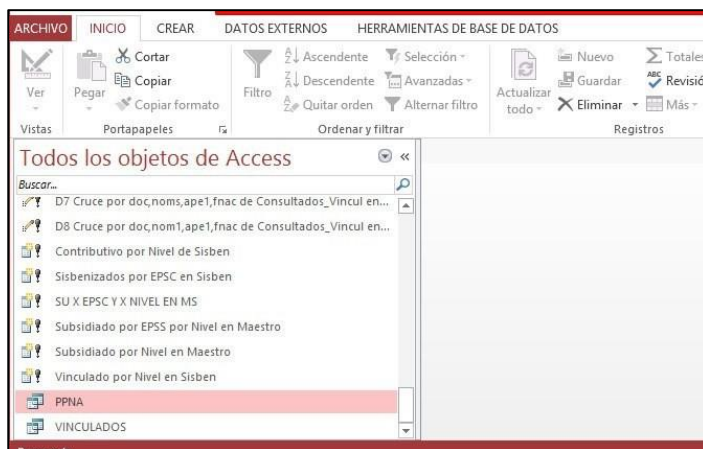 ARCHIVO INICIO CREAR DATOS EXTERNOS HERRAMIENTAS DE BASE DE DATOS
Ver
Vistas
Pegar
Cortar
Copiar
Copiar formato
Portapapeles
Filtro
Ascendente
Descendente
Quitar orden
Selección
Avanzadas
Alternar filtro
Ordenar y filtrar
Actualizar
todo
Nuevo
Guardar
Eliminar
Totale
ABC
Revisió
Más
Registros
Todos los objetos de Access
Buscar...
D7 Cruce por doc,noms,ape1,fnac de Consultados_Vincul en...
D8 Cruce por doc,nom1,ape1,fnac de Consultados_Vincul en...
Contributivo por Nivel de Sisben
Sisbenizados por EPSC en Sisben
SU X EPSC Y X NIVEL EN MS
Subsidiado por EPSS por Nivel en Maestro
Subsidiado por Nivel en Maestro
Vinculado por Nivel en Sisben
PPNA
VINCULADOS